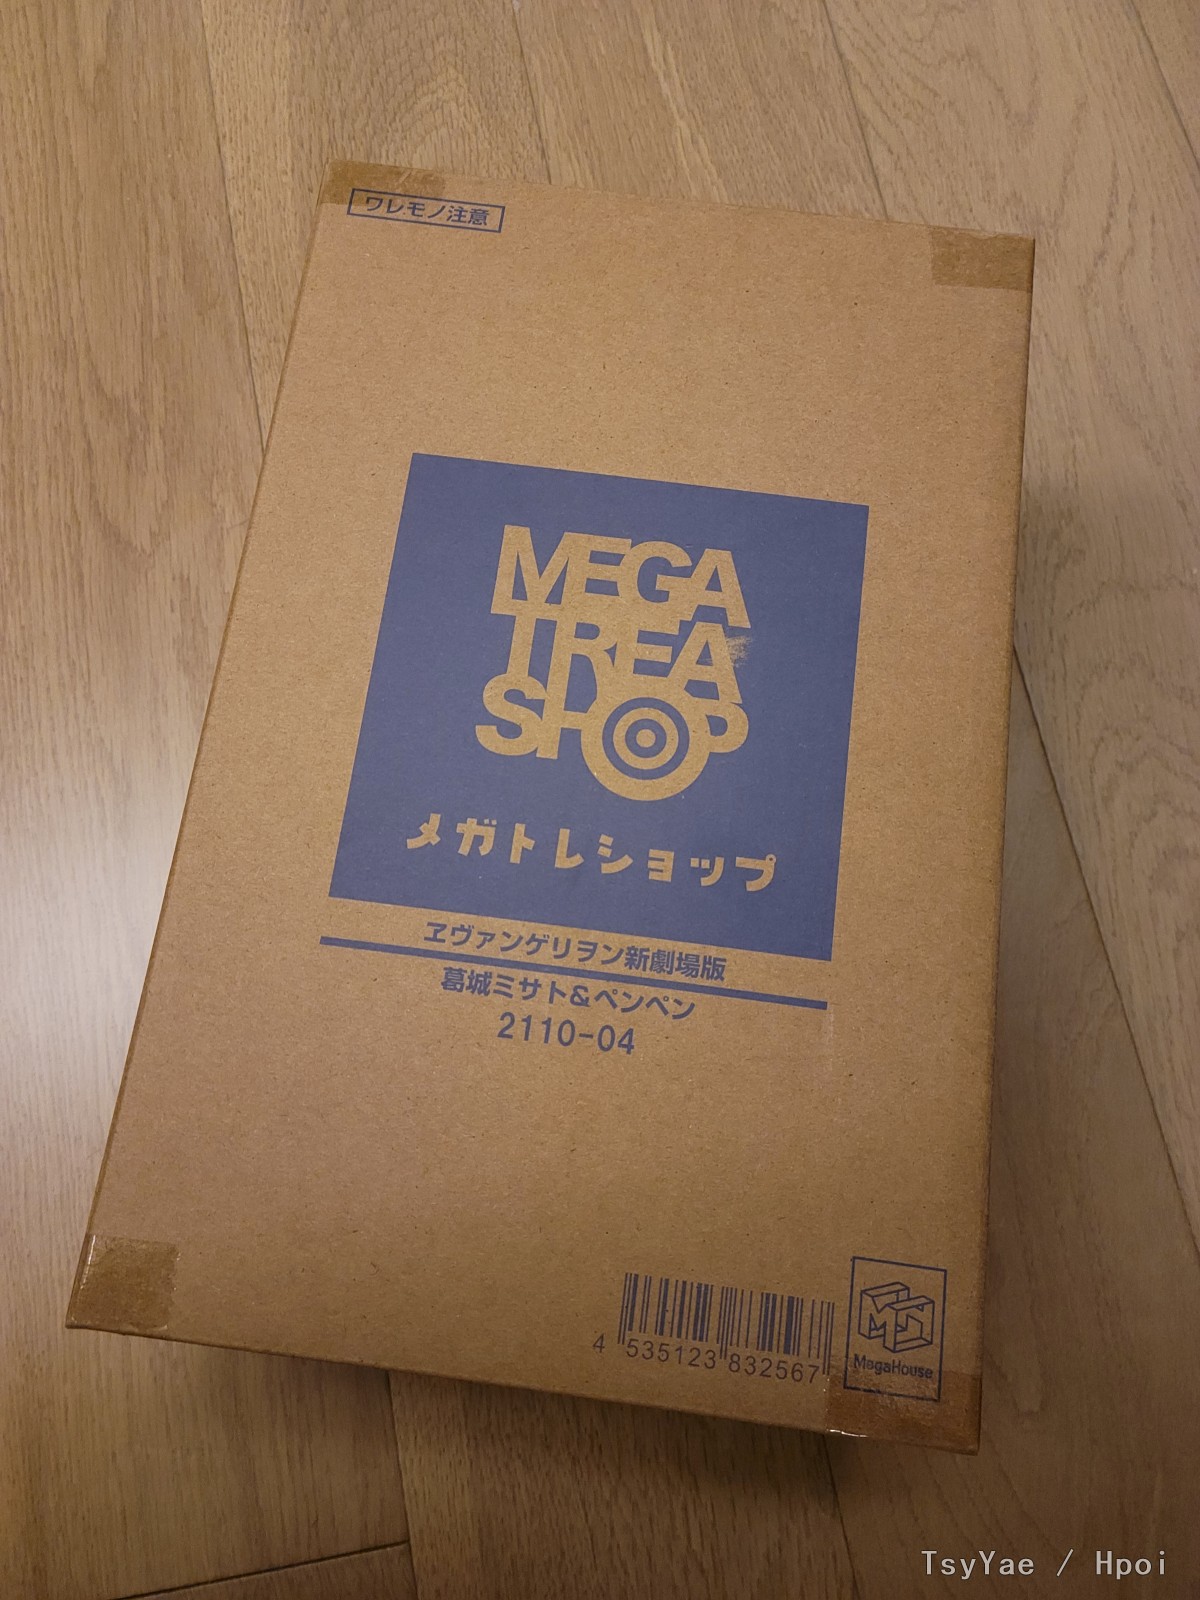 ワレモノ注意
MEGA
TREA
SHOP
メガトレショップ
ヱヴァンゲリヲン新劇場版
葛城ミサト&ペンペン
2110-04
4 535123 832567
MegaHouse
TsyYae / Hpoi